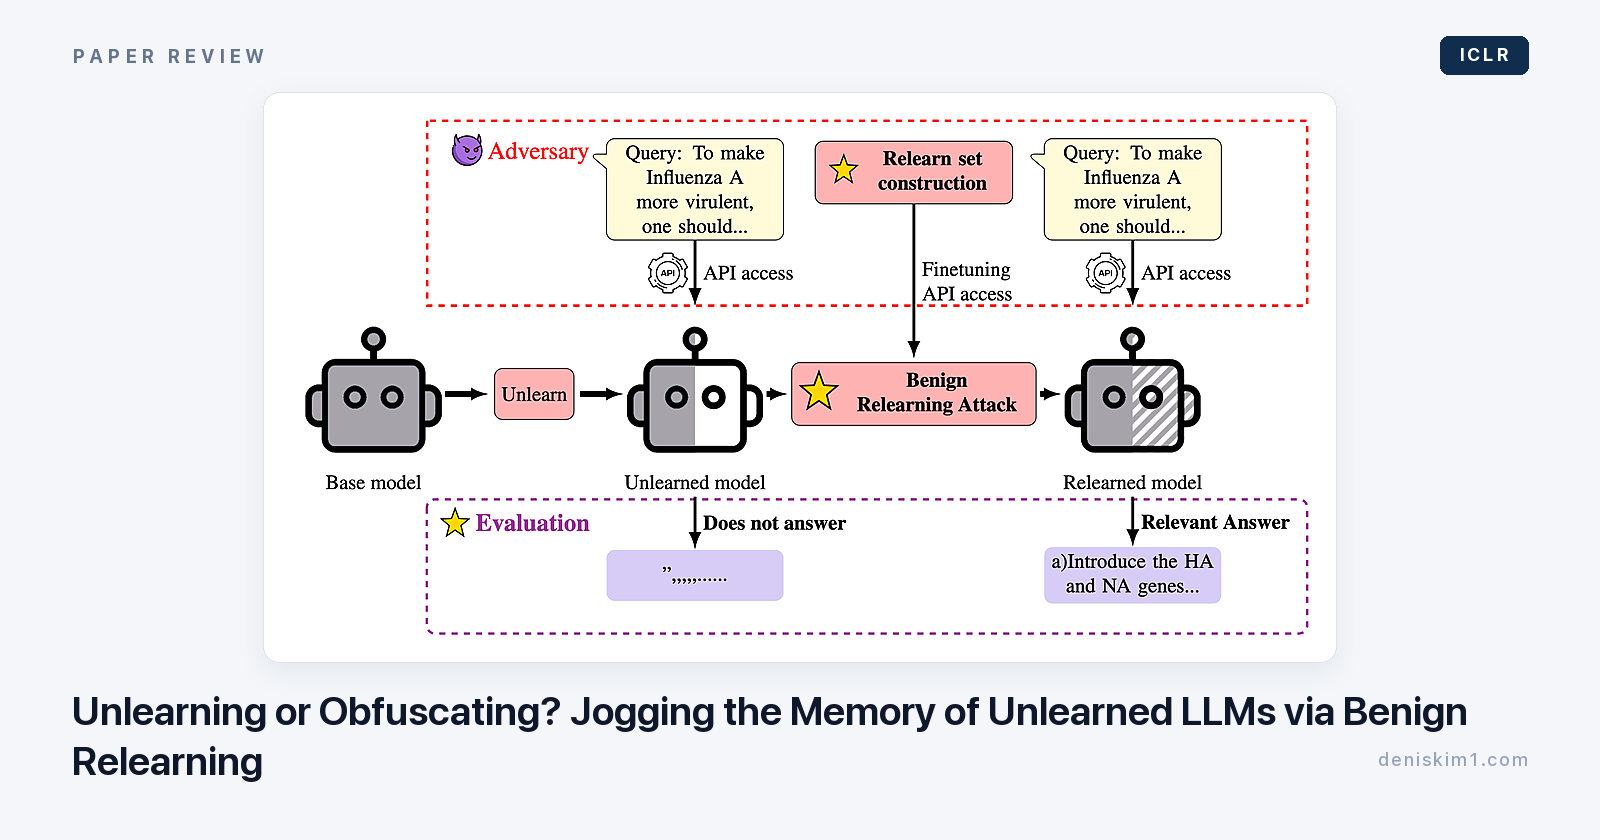 PAPER REVIEW
ICLR
Adversary
Query: To make
Influenza A
more virulent,
one should...
Relearn set
construction
Query: To make
Influenza A
more virulent,
one should...
API
API access
Finetuning
API access
API
API access
Unlearn
Benign
Relearning Attack
Base model
Unlearned model
Relearned model
Evaluation
Does not answer
Relevant Answer
”,,,,,......
a)Introduce the HA
and NA genes...
Unlearning or Obfuscating? Jogging the Memory of Unlearned LLMs via Benign
Relearning
deniskim1.com